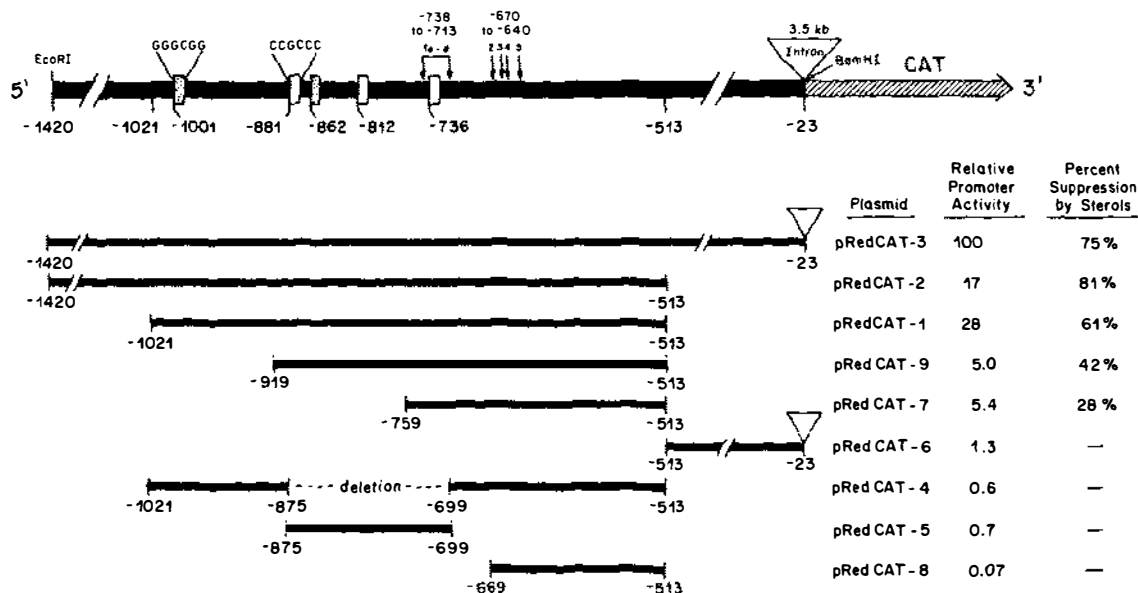 GGGCGG
CCGCCC
-738
to -713
1a-d
-670
to -640
2 3 4 5
3.5 kb
Intron
EcoRI
BamHI
CAT
5'
3'
-1420
-1021
-1001
-881
-862
-812
-736
-513
-23
Plasmid
Relative
Promoter
Activity
Percent
Suppression
by Sterols
-1420 -23 pRedCAT-3 100 75%
-1420 -513 pRedCAT-2 17 81%
-1021 -513 pRedCAT-1 28 61%
-919 -513 pRedCAT-9 5.0 42%
-759 -513 pRedCAT-7 5.4 28%
-513 -23 pRedCAT-6 1.3 —
-1021 -875 deletion -699 -513 pRedCAT-4 0.6 —
-875 -699 pRedCAT-5 0.7 —
-669 -513 pRedCAT-8 0.07 —